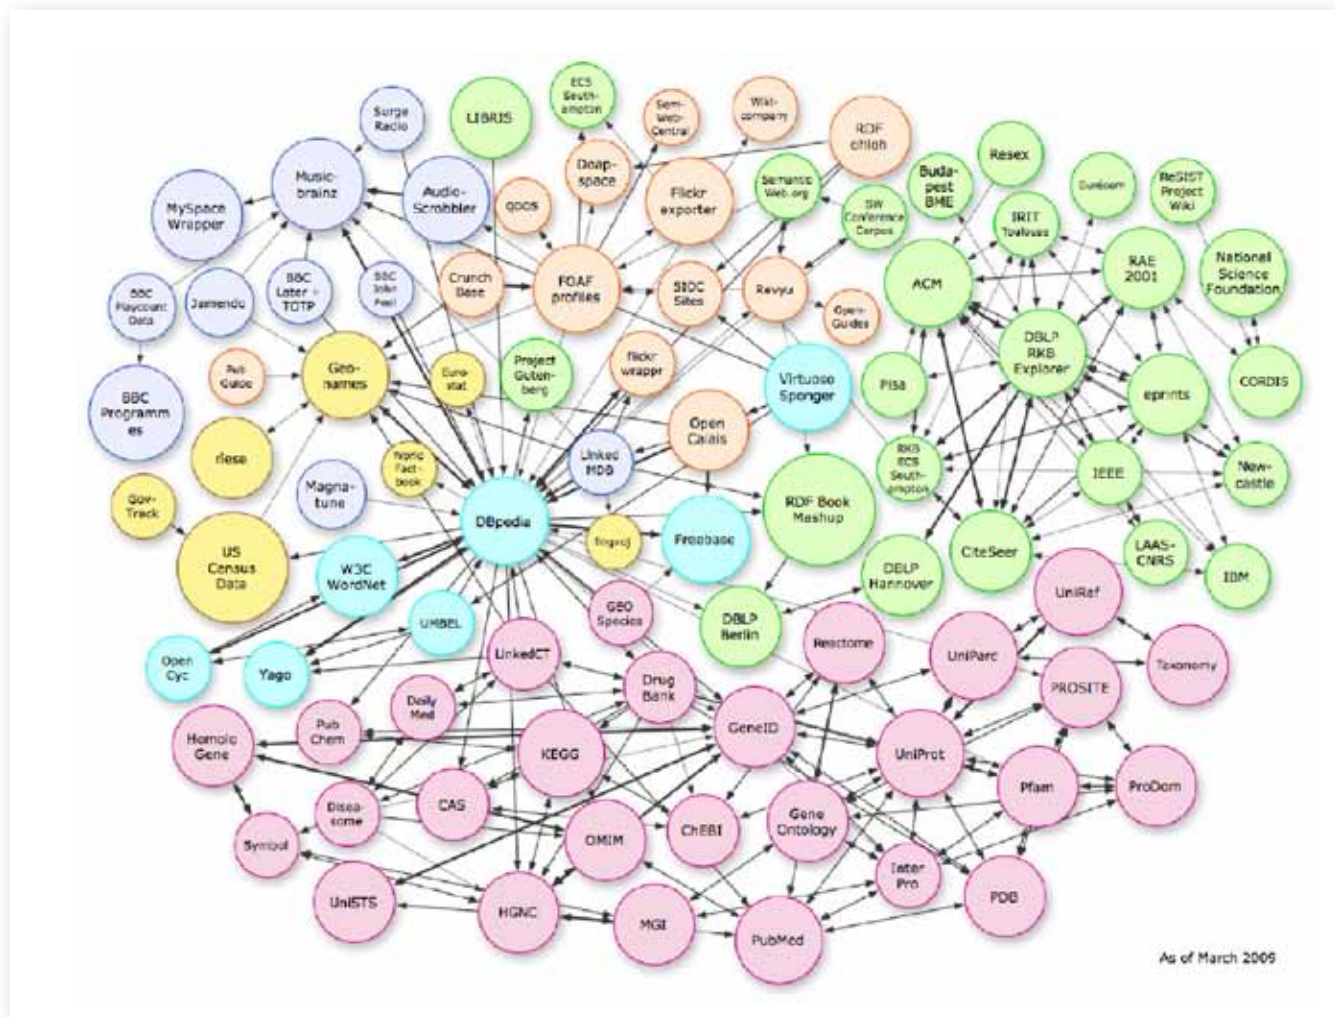 Surge
Radio
LIBRIS
ECS
South-
ampton
Sem-
Web-
Central
Wiki-
company
Music-
brainz
Audio-
Scrobbler
MySpace
Wrapper
QDOS
Doap-
space
Flickr
exporter
RDF
ohloh
Semantic
Web.org
SW
Conference
Corpus
Buda-
pest
BME
Resex
IRIT
Toulouse
Eurécom
ReSIST
Project
Wiki
ACM
RAE
2001
National
Science
Foundation
BBC
Playcount
Data
Jamendo
BBC
Later +
TOTP
BBC
John
Peel
Crunch
Base
FOAF
profiles
SIOC
Sites
Revyu
Open-
Guides
DBLP
RKB
Explorer
Pub
Guide
Geo-
names
Euro-
stat
Project
Guten-
berg
flickr
wrappr
Virtuoso
Sponger
Pisa
eprints
CORDIS
BBC
Programm
es
riese
World
Fact-
book
Open
Calais
Linked
MDB
RKB
ECS
South-
ampton
IEEE
New-
castle
Gov-
Track
Magna-
tune
DBpedia
lingvoj
Freebase
RDF Book
Mashup
CiteSeer
LAAS-
CNRS
IBM
US
Census
Data
W3C
WordNet
DBLP
Hannover
UniRef
UMBEL
GEO
Species
DBLP
Berlin
Reactome
UniParc
Taxonomy
Open
Cyc
Yago
LinkedCT
Drug
Bank
PROSITE
Homolo
Gene
Pub
Chem
Daily
Med
KEGG
GeneID
UniProt
Pfam
ProDom
Disea-
some
CAS
Symbol
OMIM
ChEBI
Gene
Ontology
Inter
Pro
PDB
UniSTS
HGNC
MGI
PubMed
As of March 2009